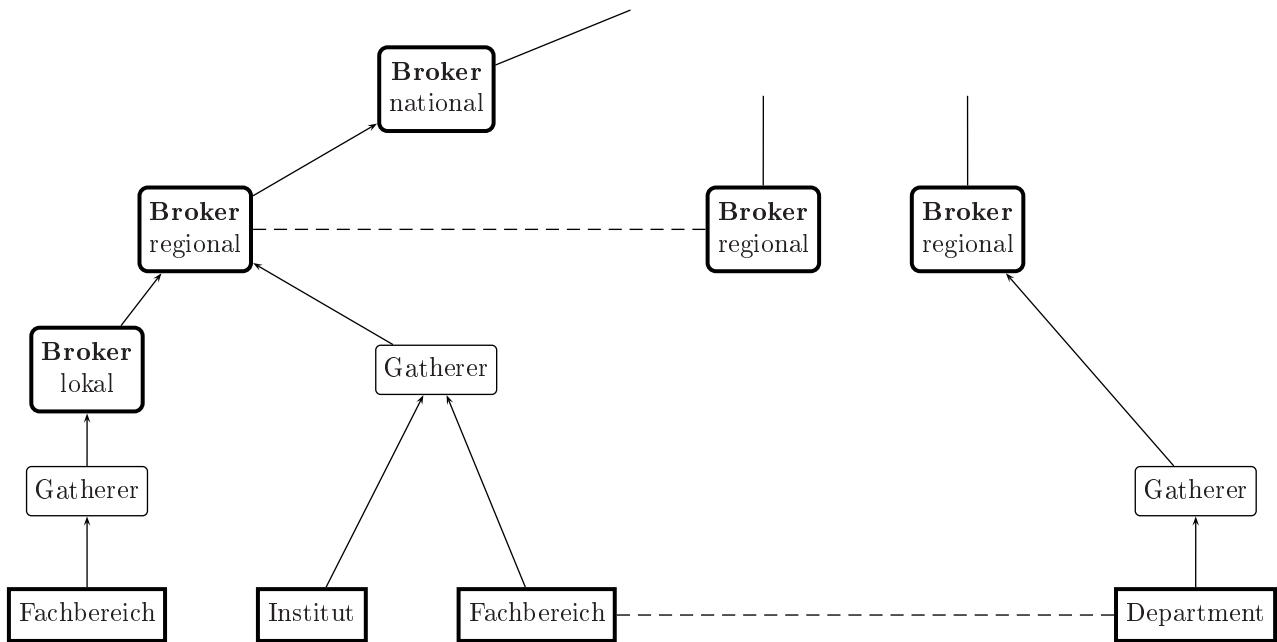 Broker
national
Broker
regional
Broker
regional
Broker
regional
Broker
lokal
Gatherer
Gatherer
Gatherer
Fachbereich
Institut
Fachbereich
Department